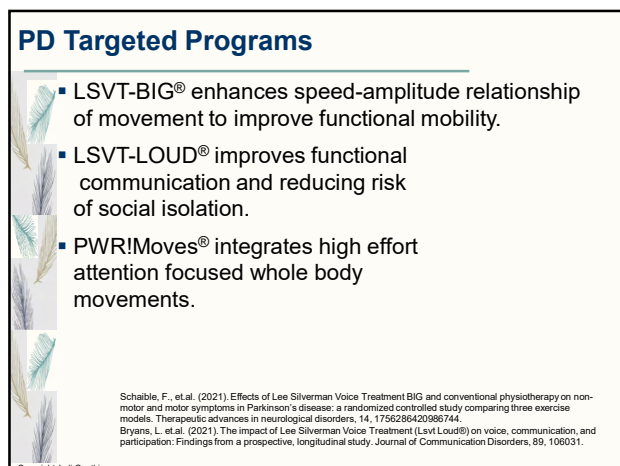 PD Targeted Programs
▪ LSVT-BIG® enhances speed-amplitude relationship
of movement to improve functional mobility.
▪ LSVT-LOUD® improves functional
communication and reducing risk
of social isolation.
▪ PWR!Moves® integrates high effort
attention focused whole body
movements.
Schaible, F., et.al. (2021). Effects of Lee Silverman Voice Treatment BIG and conventional physiotherapy on non-
motor and motor symptoms in Parkinson's disease: a randomized controlled study comparing three exercise
models. Therapeutic advances in neurological disorders, 14, 1756286420986744.
Bryans, L. et.al. (2021). The impact of Lee Silverman Voice Treatment (Lsvt Loud®) on voice, communication, and
participation: Findings from a prospective, longitudinal study. Journal of Communication Disorders, 89, 106031.